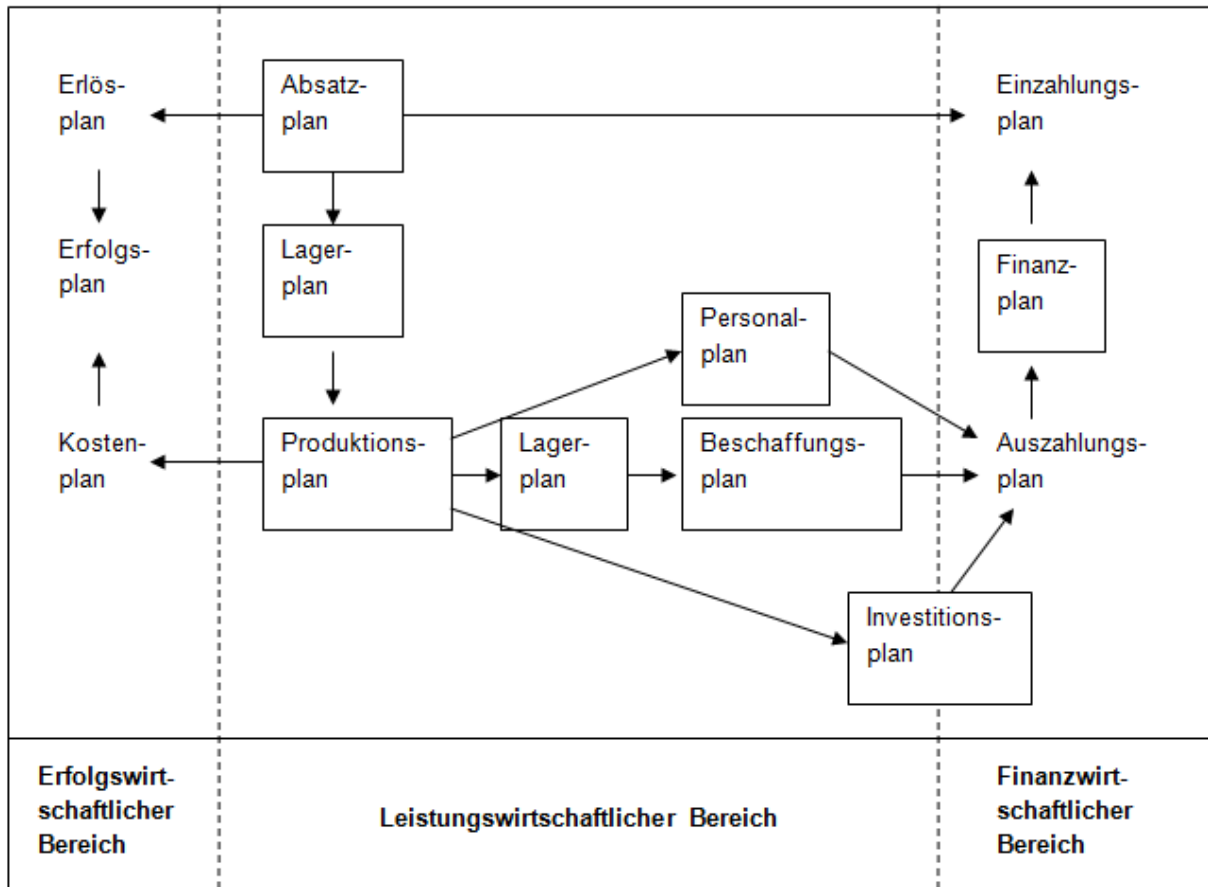 Erlös-
plan
Absatz-
plan
Einzahlungs-
plan
Erfolgs-
plan
Lager-
plan
Finanz-
plan
Personal-
plan
Kosten-
plan
Produktions-
plan
Lager-
plan
Beschaffungs-
plan
Auszahlungs-
plan
Investitions-
plan
Erfolgswirt-
schaftlicher
Bereich
Leistungswirtschaftlicher Bereich
Finanzwirt-
schaftlicher
Bereich